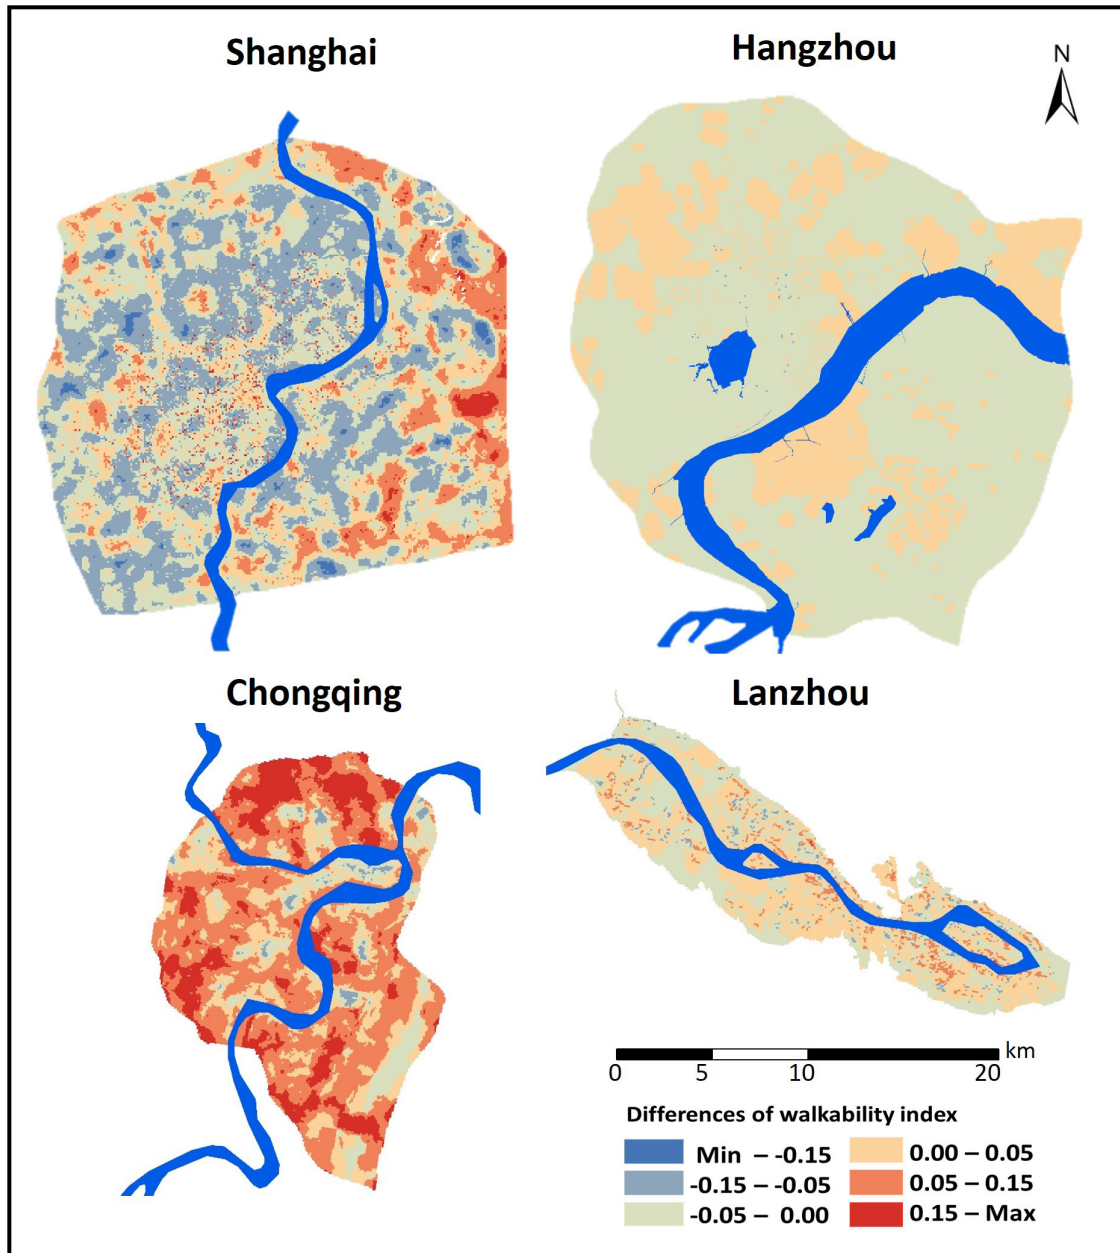 Shanghai
Hangzhou
N
Chongqing
Lanzhou
km
0 5 10 20
Differences of walkability index
Min – -0.15
0.00 – 0.05
-0.15 – -0.05
0.05 – 0.15
-0.05 – 0.00
0.15 – Max